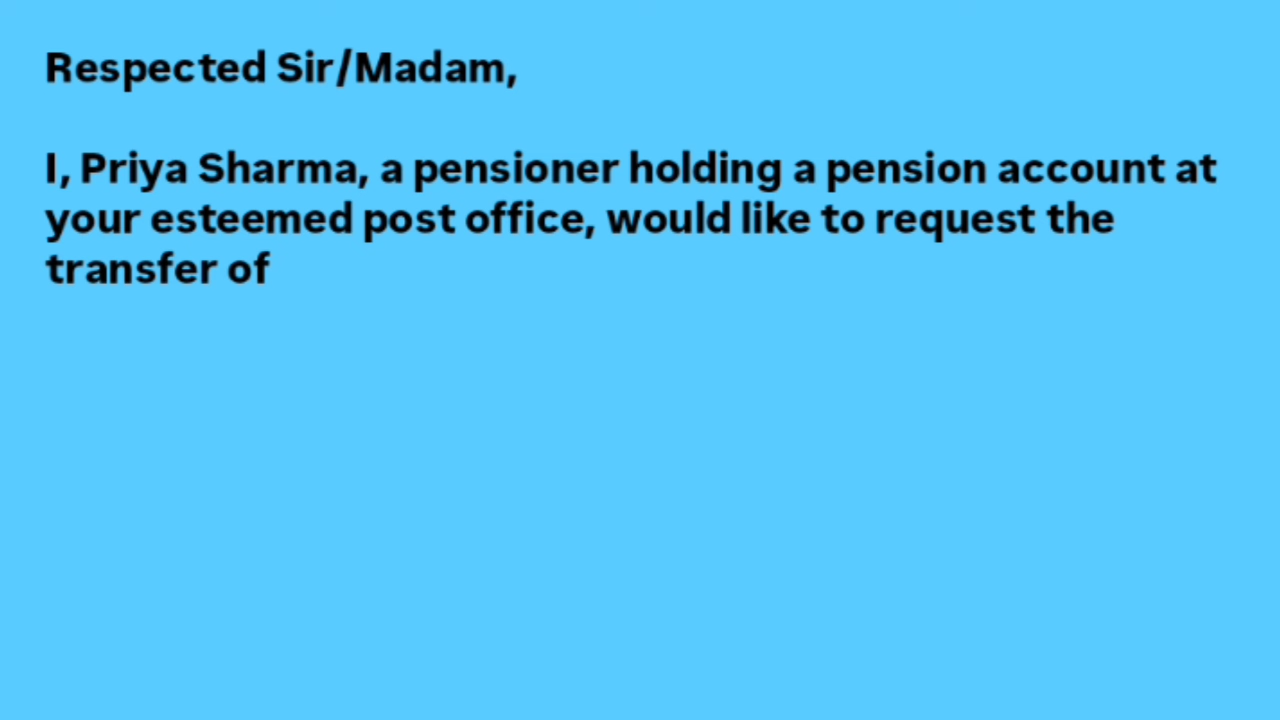 Respected Sir/Madam,
I, Priya Sharma, a pensioner holding a pension account at
your esteemed post office, would like to request the
transfer of